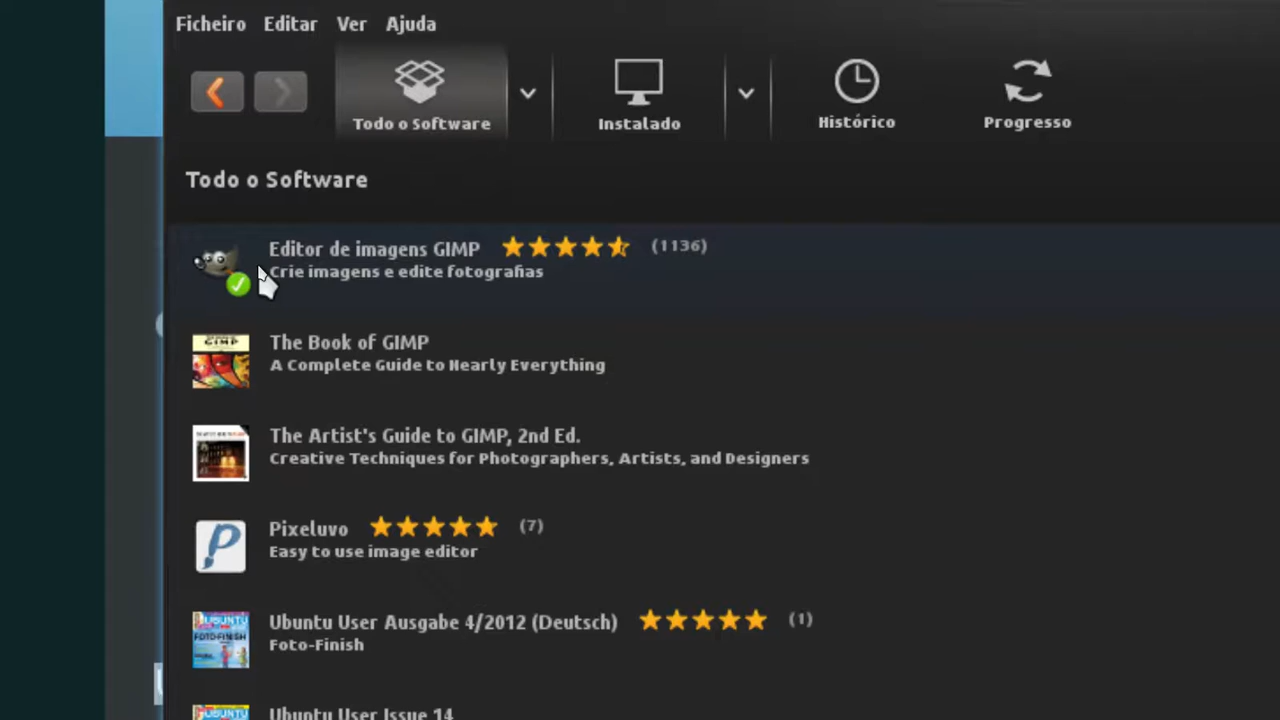 Ficheiro Editar Ver Ajuda
Todo o Software Instalado Histórico Progresso
Todo o Software
Editor de imagens GIMP (1136)
Crie imagens e edite fotografias
The Book of GIMP
A Complete Guide to Nearly Everything
The Artist's Guide to GIMP, 2nd Ed.
Creative Techniques for Photographers, Artists, and Designers
Pixeluvo (7)
Easy to use image editor
Ubuntu User Ausgabe 4/2012 (Deutsch) (1)
Foto-Finish
Ubuntu User Issue 14